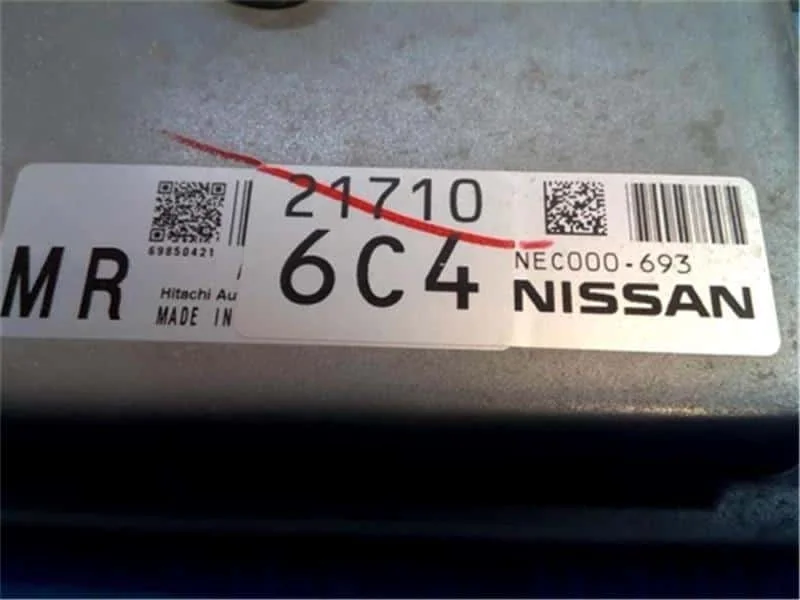 MR
69850421
Hitachi Au
MADE IN
21710
6C4
NEC000-693
NISSAN